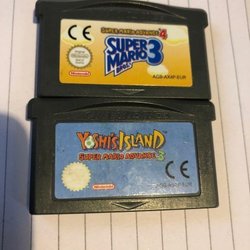 SUPER MARIO ADVANCE 4
SUPER
MARIO 3
BROS.
Nintendo
CE
AGB-AX4P-EUR
YOSHI'S ISLAND
SUPER MARIO ADVANCE 3
CE
Nintendo